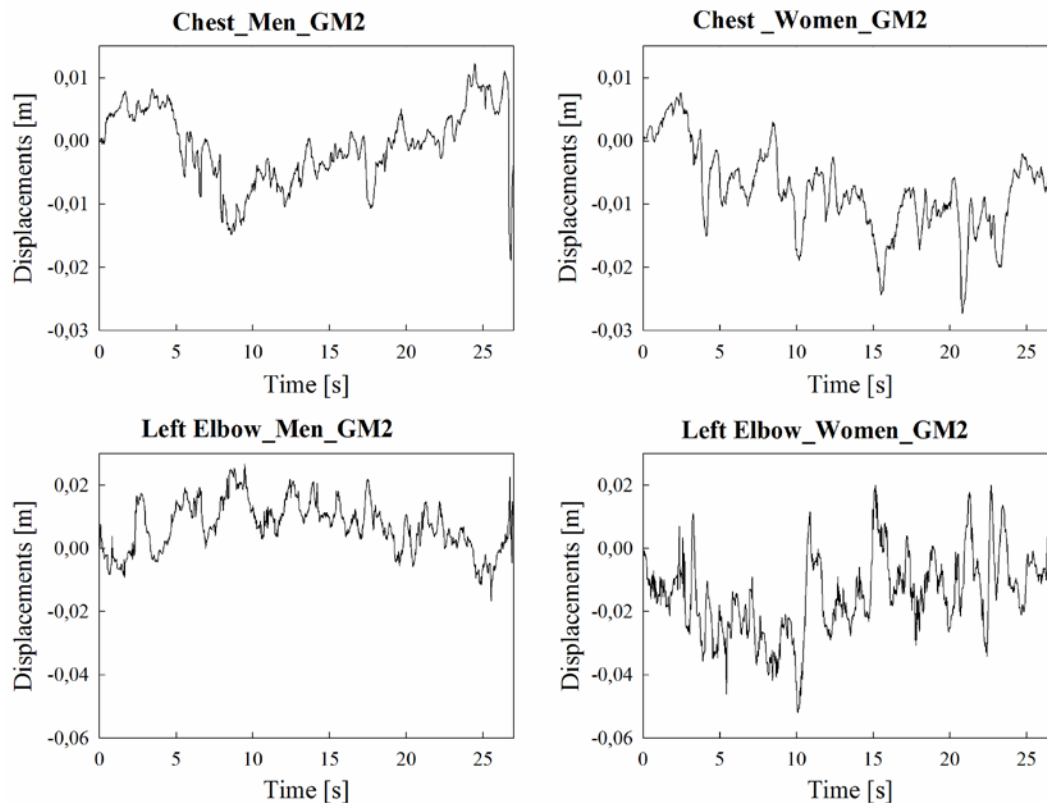 Chest_Men_GM2
Displacements [m]
0,01
0,00
-0,01
-0,02
-0,03
0 5 10 15 20 25
Time [s]
Chest _Women_GM2
Displacements [m]
0,01
0,00
-0,01
-0,02
-0,03
0 5 10 15 20 25
Time [s]
Left Elbow_Men_GM2
Displacements [m]
0,02
0,00
-0,02
-0,04
-0,06
0 5 10 15 20 25
Time [s]
Left Elbow_Women_GM2
Displacements [m]
0,02
0,00
-0,02
-0,04
-0,06
0 5 10 15 20 25
Time [s]